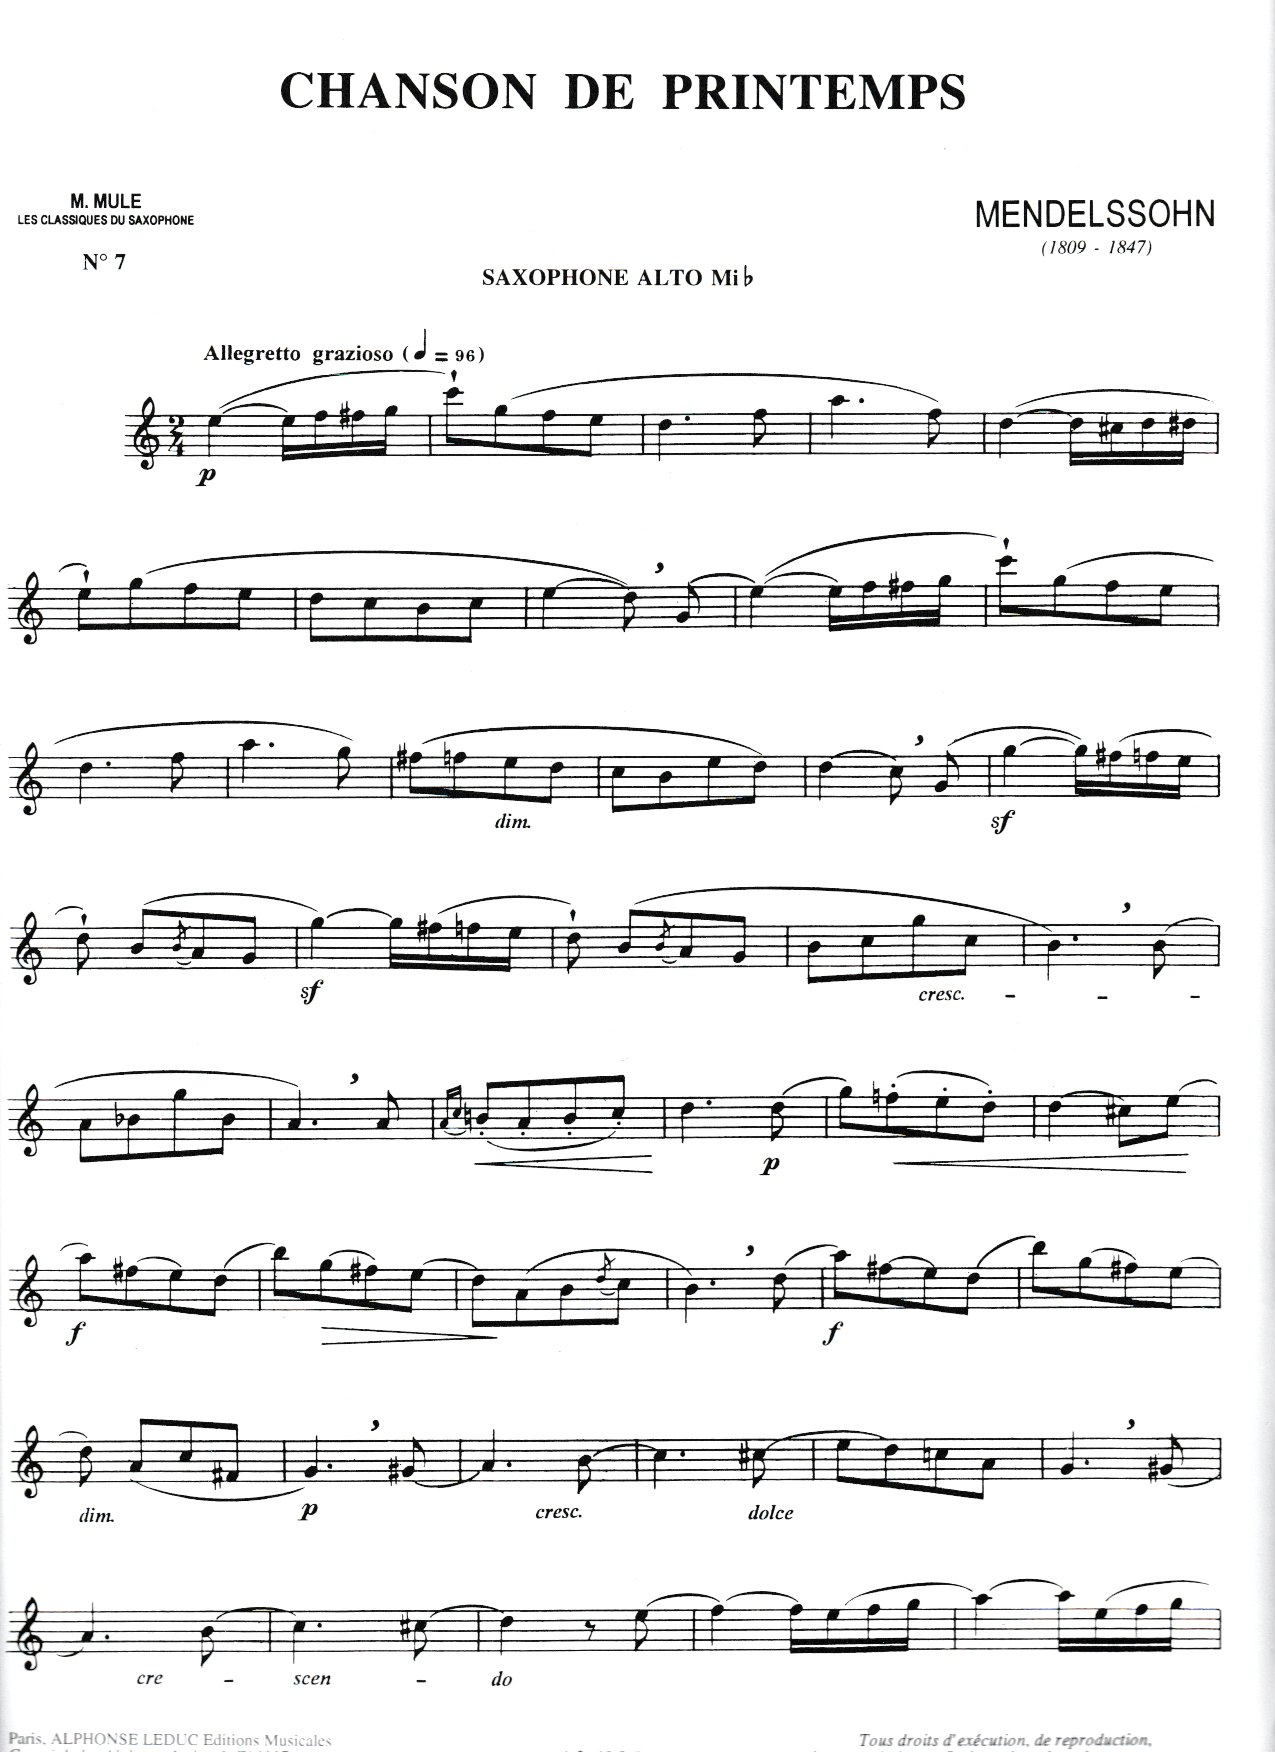 CHANSON DE PRINTEMPS
M. MULE
LES CLASSIQUES DU SAXOPHONE
N° 7
MENDELSSOHN
(1809 - 1847)
SAXOPHONE ALTO Mi♭
Allegretto grazioso (♩ = 96)
2
4
p
dim.
sf
sf
cresc. - - -
p
f
f
dim.
p
cresc.
dolce
cre - scen - do
Paris, ALPHONSE LEDUC Editions Musicales
Tous droits d'exécution, de reproduction,